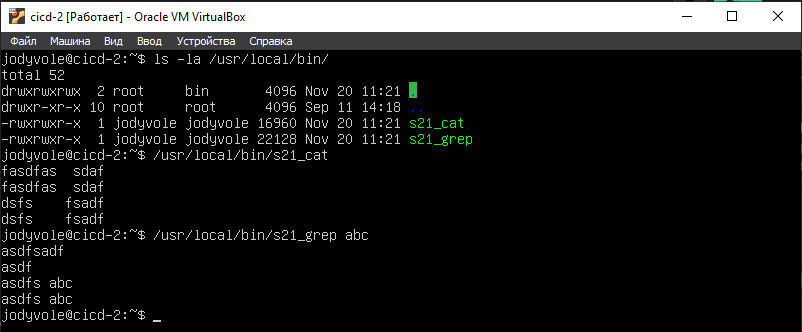 cicd-2 [Работает] - Oracle VM VirtualBox
Файл Машина Вид Ввод Устройства Справка
jodyvole@cicd-2:~$ ls -la /usr/local/bin/
total 52
drwxrwxrwx  2 root     bin       4096 Nov 20 11:21 .
drwxr-xr-x 10 root     root      4096 Sep 11 14:18 ..
-rwxrwxr-x  1 jodyvole jodyvole 16960 Nov 20 11:21 s21_cat
-rwxrwxr-x  1 jodyvole jodyvole 22128 Nov 20 11:21 s21_grep
jodyvole@cicd-2:~$ /usr/local/bin/s21_cat
fasdfas  sdaf
fasdfas  sdaf
dsfs    fsadf
dsfs    fsadf
jodyvole@cicd-2:~$ /usr/local/bin/s21_grep abc
asdfsadf
asdf
asdfs abc
asdfs abc
jodyvole@cicd-2:~$ _